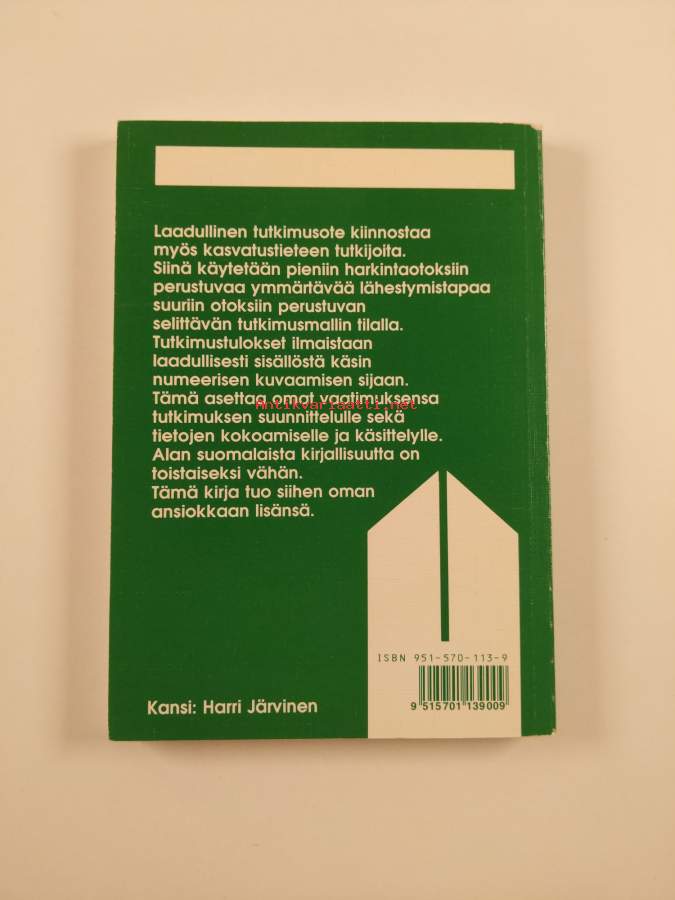 Laadullinen tutkimusote kiinnostaa
myös kasvatustieteen tutkijoita.
Siinä käytetään pieniin harkintaotoksiin
perustuvaa ymmärtävää lähestymistapaa
suuriin otoksiin perustuvan
selittävän tutkimusmallin tilalla.
Tutkimustulokset ilmaistaan
laadullisesti sisällöstä käsin
numeerisen kuvaamisen sijaan.
Tämä asettaa omat vaatimuksensa
Antikvariaatti.net
tutkimuksen suunnittelulle sekä
tietojen kokoamiselle ja käsittelylle.
Alan suomalaista kirjallisuutta on
toistaiseksi vähän.
Tämä kirja tuo siihen oman
ansiokkaan lisänsä.
ISBN 951-570-113-9
9 515701 139009
Kansi: Harri Järvinen